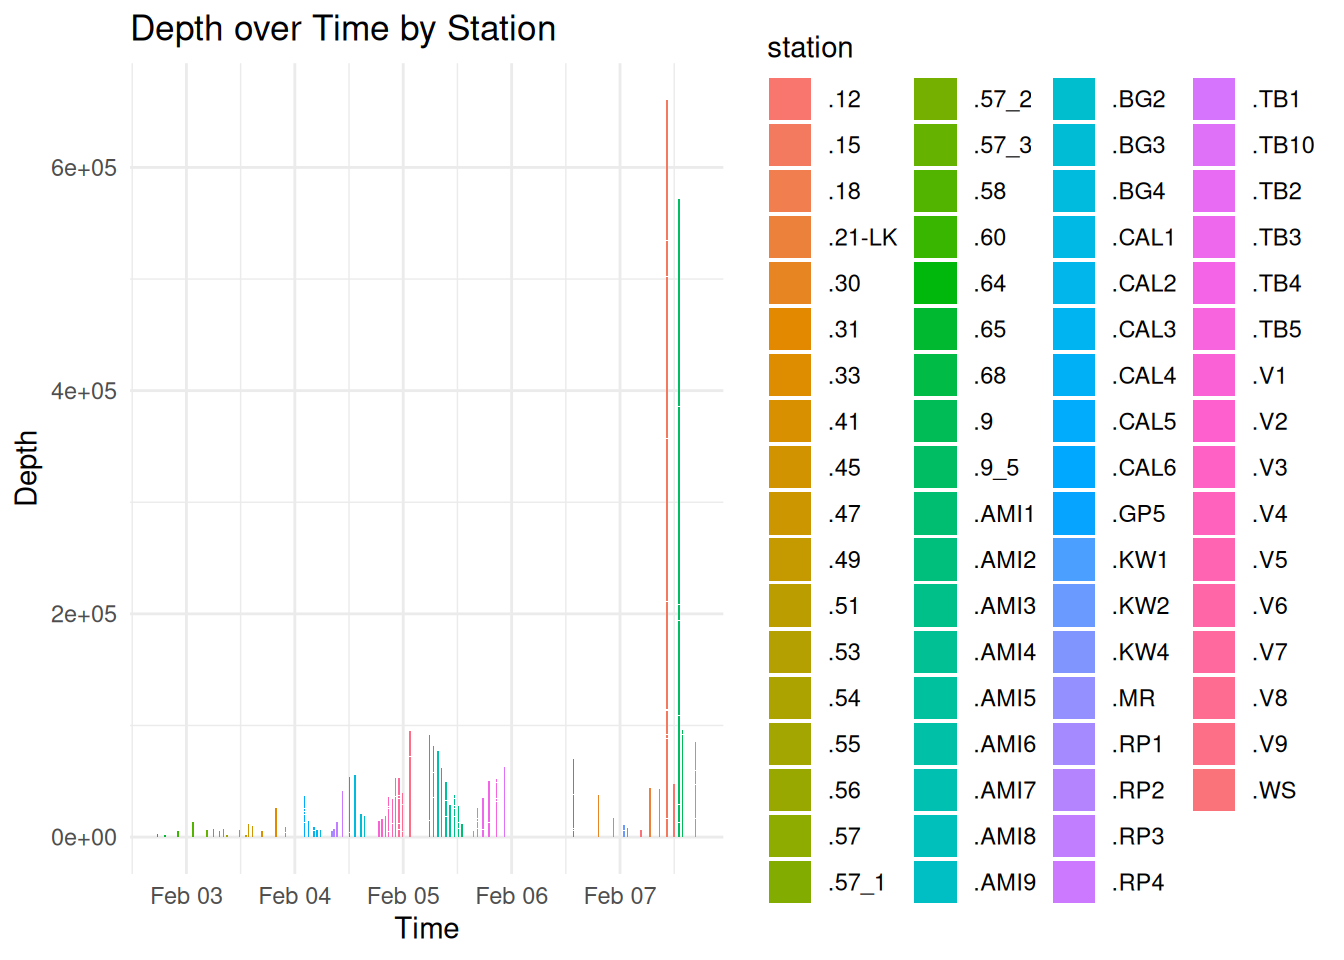 Depth over Time by Station
Depth
6e+05
4e+05
2e+05
0e+00
Feb 03
Feb 04
Feb 05
Feb 06
Feb 07
Time
station
.12
.15
.18
.21-LK
.30
.31
.33
.41
.45
.47
.49
.51
.53
.54
.55
.56
.57
.57_1
.57_2
.57_3
.58
.60
.64
.65
.68
.9
.9_5
.AMI1
.AMI2
.AMI3
.AMI4
.AMI5
.AMI6
.AMI7
.AMI8
.AMI9
.BG2
.BG3
.BG4
.CAL1
.CAL2
.CAL3
.CAL4
.CAL5
.CAL6
.GP5
.KW1
.KW2
.KW4
.MR
.RP1
.RP2
.RP3
.RP4
.TB1
.TB10
.TB2
.TB3
.TB4
.TB5
.V1
.V2
.V3
.V4
.V5
.V6
.V7
.V8
.V9
.WS